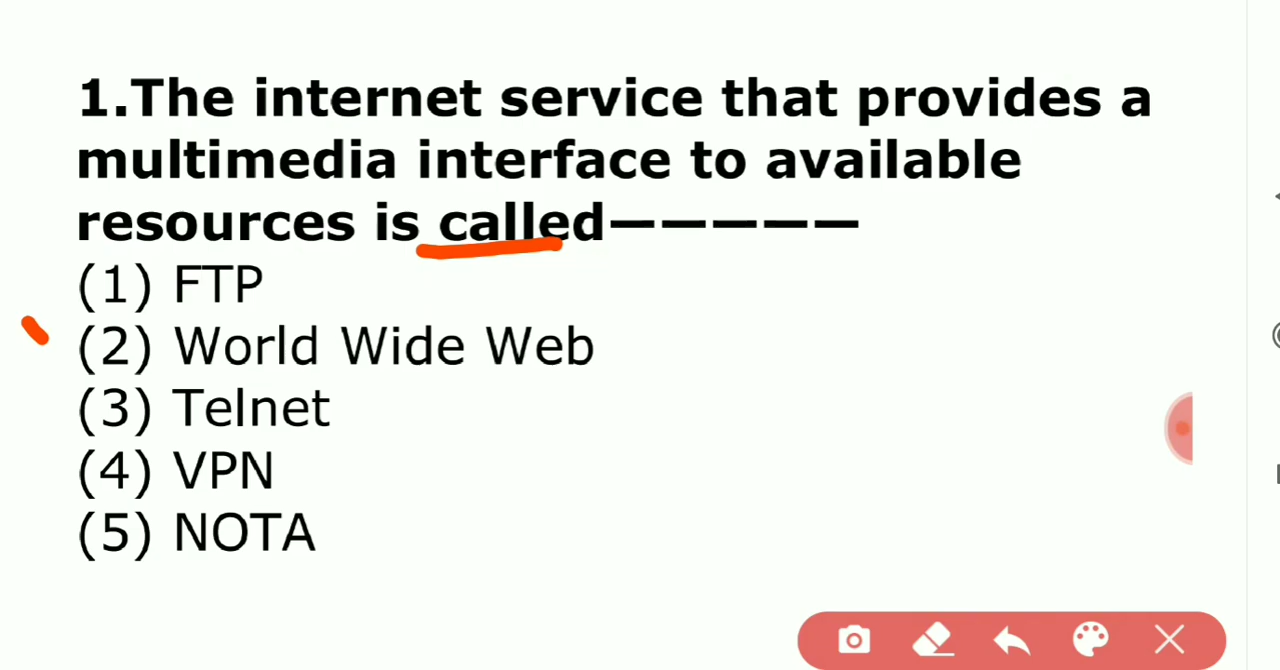 1.The internet service that provides a
multimedia interface to available
resources is called—————
(1) FTP
(2) World Wide Web
(3) Telnet
(4) VPN
(5) NOTA